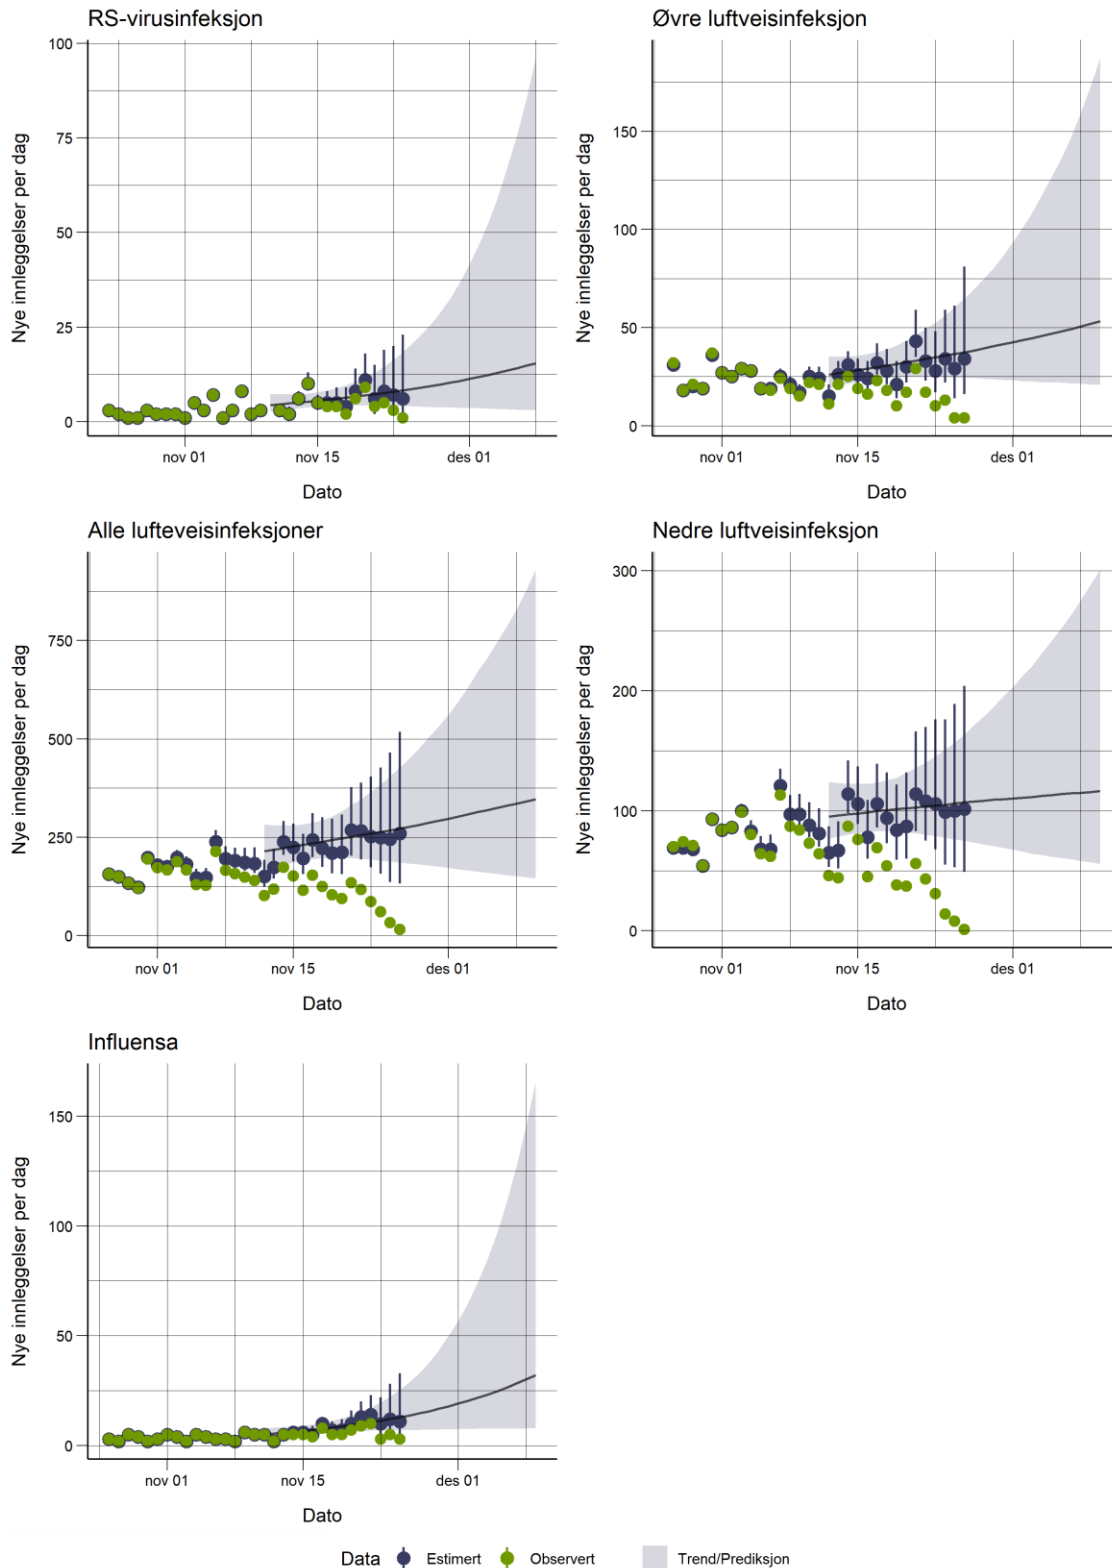 RS-virusinfeksjon
Nye innleggelser per dag
100
75
50
25
0
nov 01
nov 15
des 01
Dato
Øvre luftveisinfeksjon
Nye innleggelser per dag
150
100
50
0
nov 01
nov 15
des 01
Dato
Alle lufteveisinfeksjoner
Nye innleggelser per dag
750
500
250
0
nov 01
nov 15
des 01
Dato
Nedre luftveisinfeksjon
Nye innleggelser per dag
300
200
100
0
nov 01
nov 15
des 01
Dato
Influensa
Nye innleggelser per dag
150
100
50
0
nov 01
nov 15
des 01
Dato
Data Estimert Observert Trend/Prediksjon